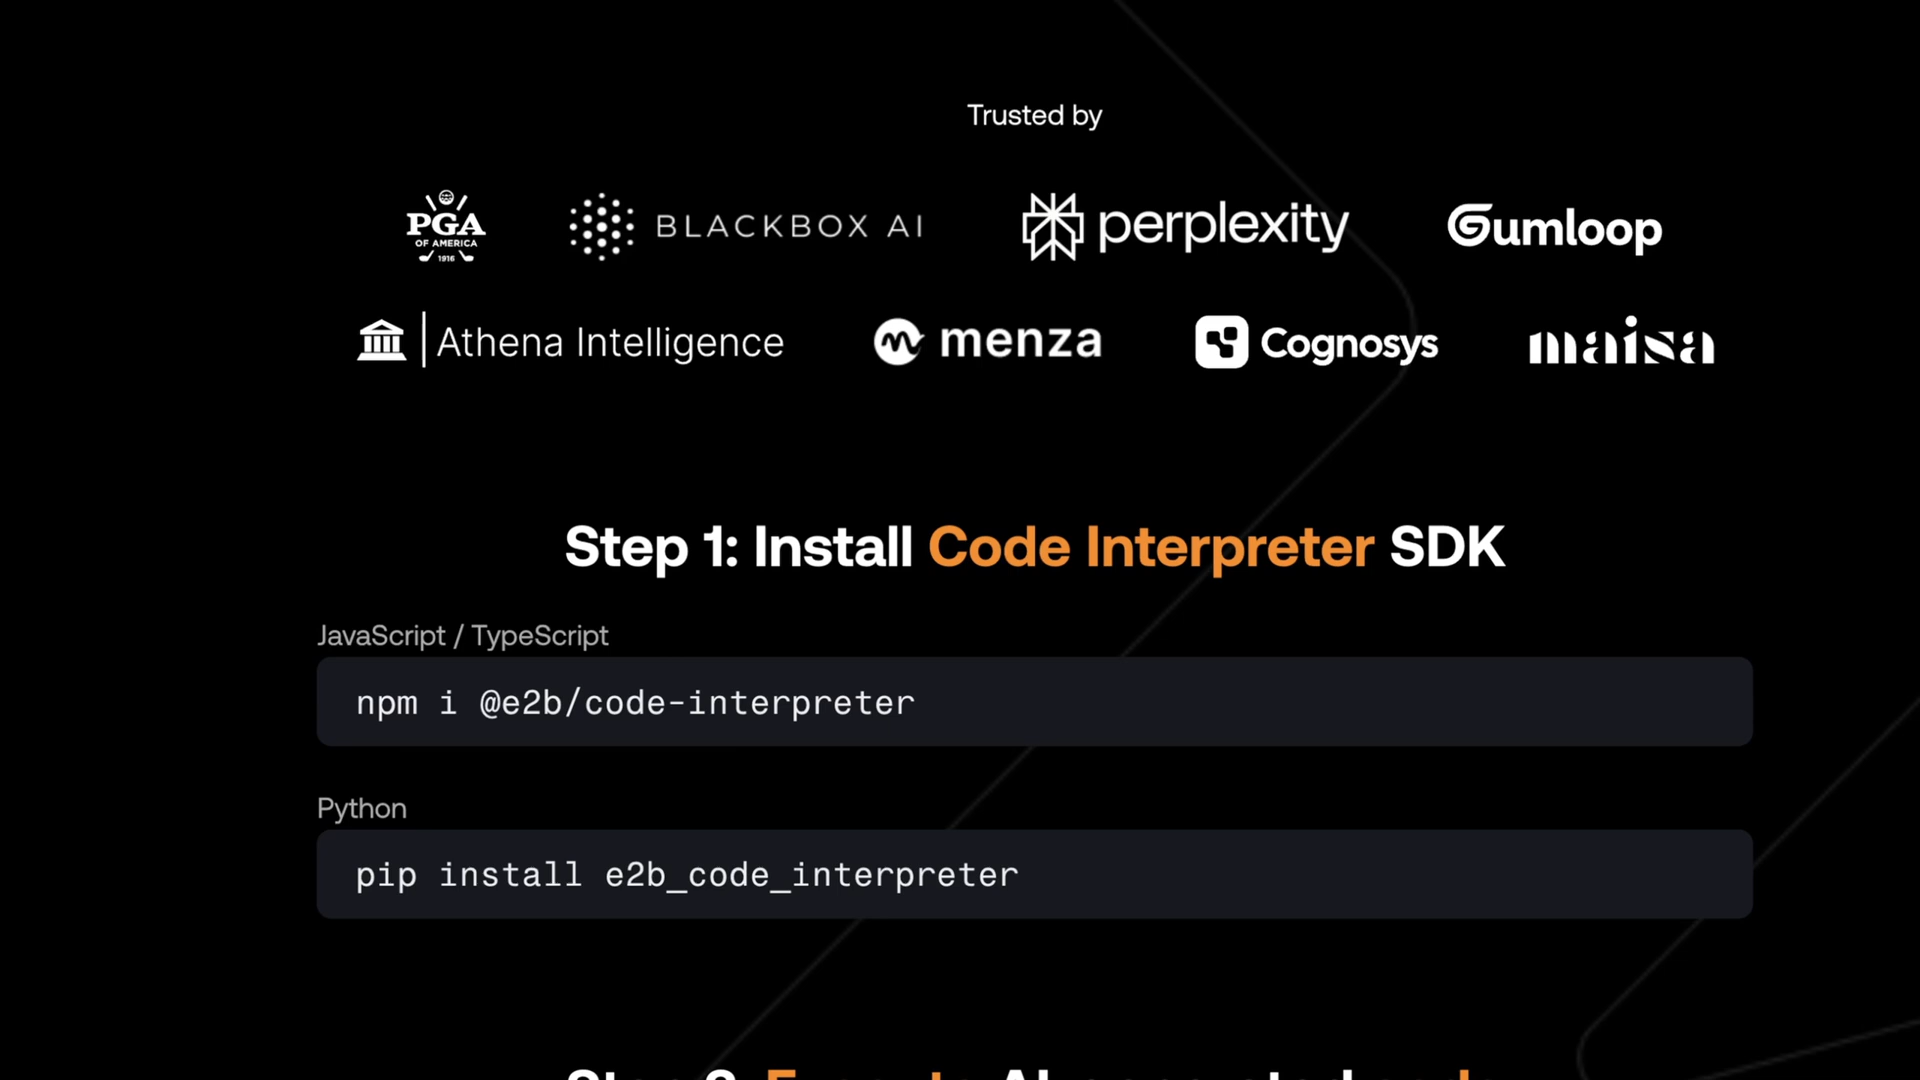 Trusted by
PGA
OF AMERICA
1916
BLACKBOX AI
perplexity
Gumloop
Athena Intelligence
menza
Cognosys
maisa
Step 1: Install Code Interpreter SDK
JavaScript / TypeScript
npm i @e2b/code-interpreter
Python
pip install e2b_code_interpreter